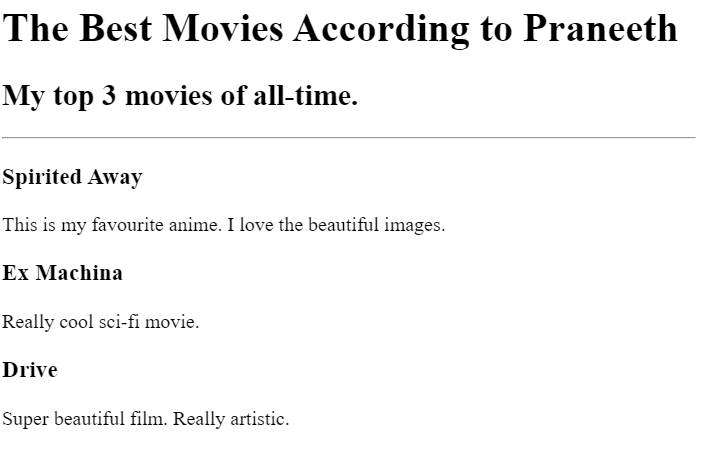 The Best Movies According to Praneeth
My top 3 movies of all-time.
Spirited Away
This is my favourite anime. I love the beautiful images.
Ex Machina
Really cool sci-fi movie.
Drive
Super beautiful film. Really artistic.